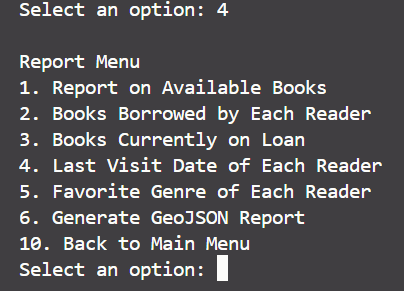 Select an option: 4
Report Menu
1. Report on Available Books
2. Books Borrowed by Each Reader
3. Books Currently on Loan
4. Last Visit Date of Each Reader
5. Favorite Genre of Each Reader
6. Generate GeoJSON Report
10. Back to Main Menu
Select an option: